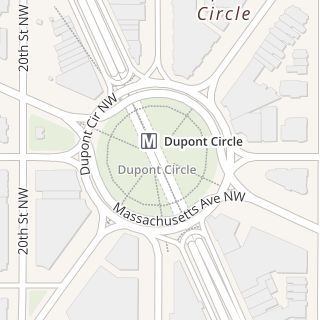 Circle
20th St NW
Dupont Cir NW
M Dupont Circle
Dupont Circle
Massachusetts Ave NW
20th St NW